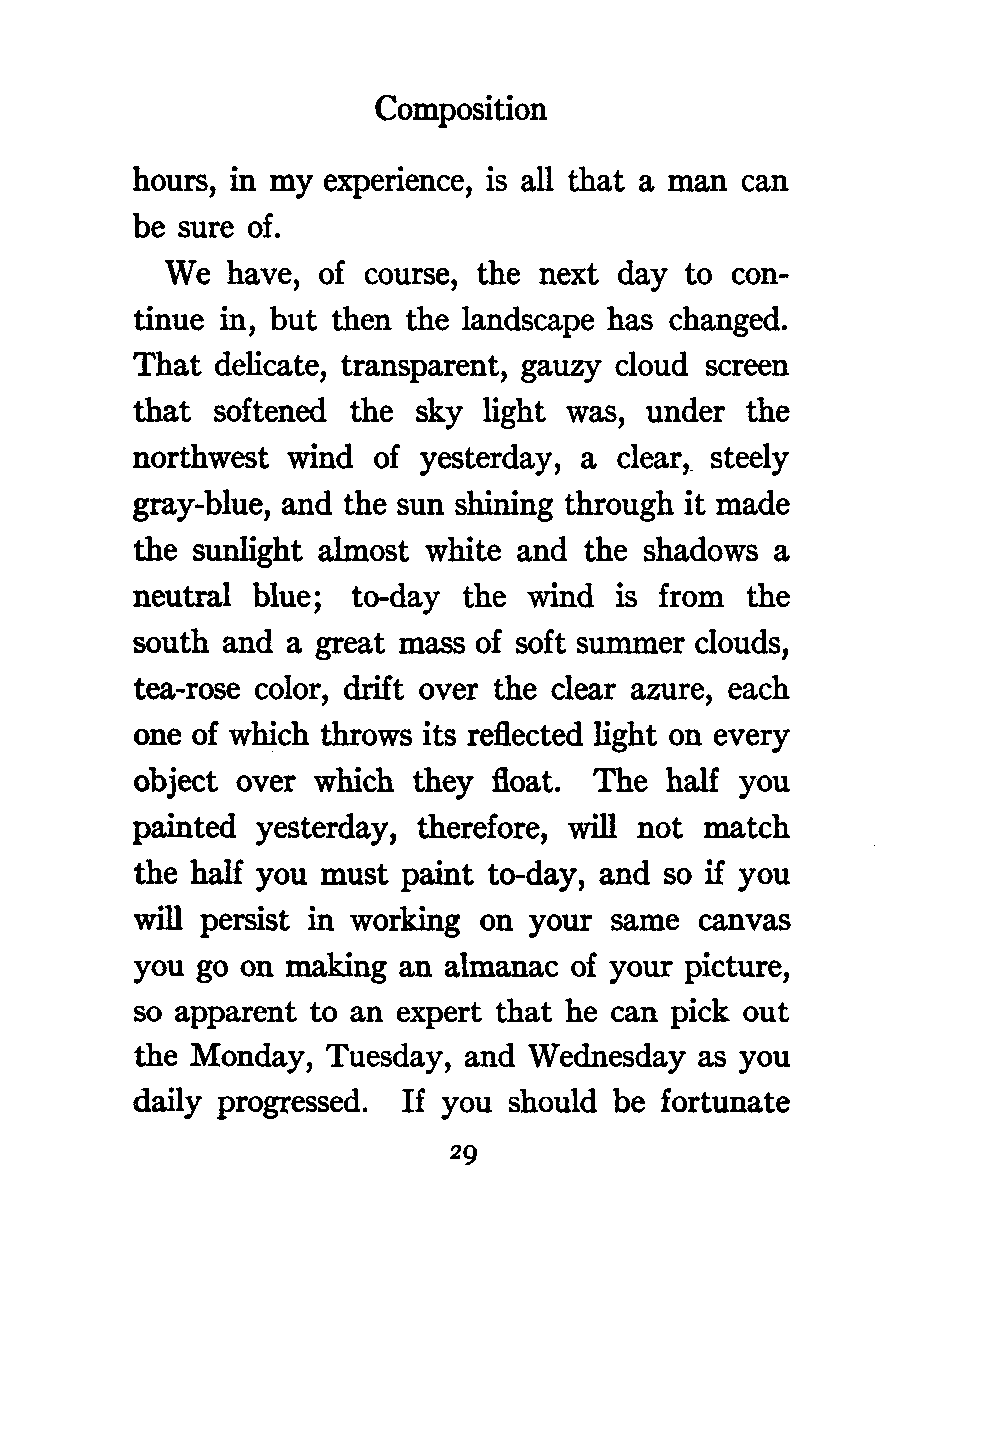 Composition
hours, in my experience, is all that a man can
be sure of.
We have, of course, the next day to con-
tinue in, but then the landscape has changed.
That delicate, transparent, gauzy cloud screen
that softened the sky light was, under the
northwest wind of yesterday, a clear, steely
gray-blue, and the sun shining through it made
the sunlight almost white and the shadows a
neutral blue; to-day the wind is from the
south and a great mass of soft summer clouds,
tea-rose color, drift over the clear azure, each
one of which throws its reflected light on every
object over which they float. The half you
painted yesterday, therefore, will not match
the half you must paint to-day, and so if you
will persist in working on your same canvas
you go on making an almanac of your picture,
so apparent to an expert that he can pick out
the Monday, Tuesday, and Wednesday as you
daily progressed. If you should be fortunate
29